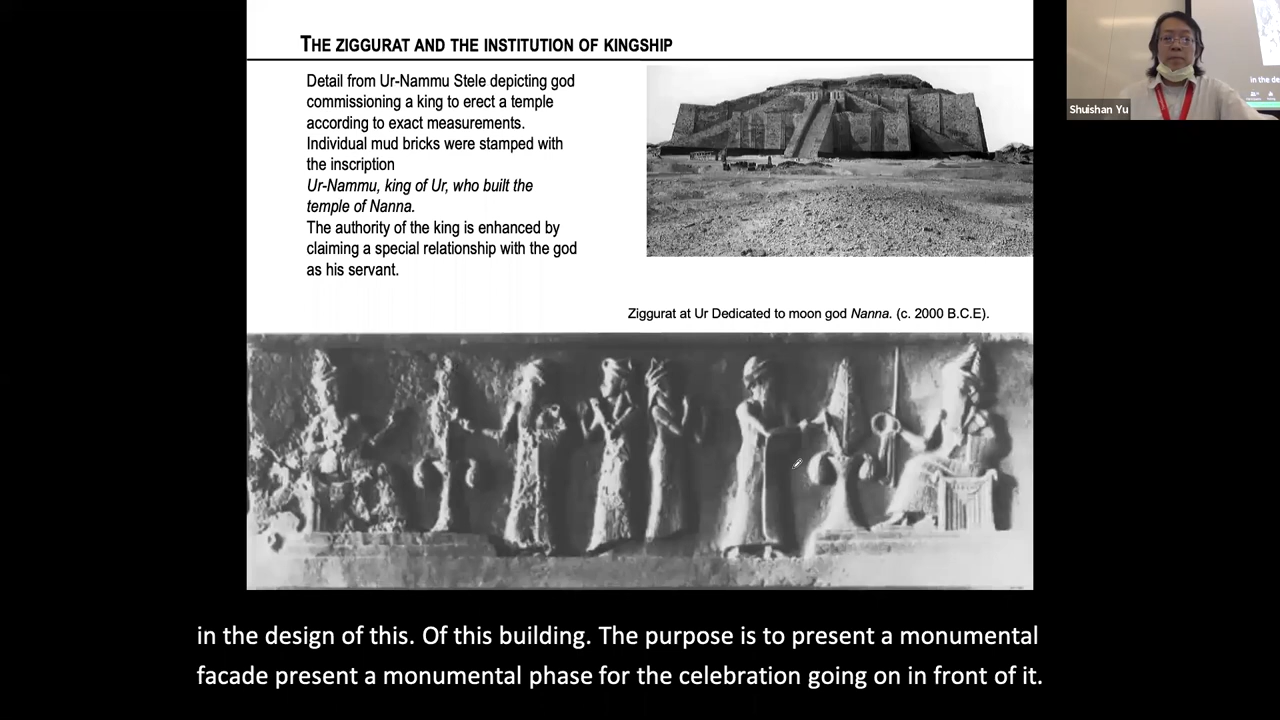 THE ZIGGURAT AND THE INSTITUTION OF KINGSHIP
Detail from Ur-Nammu Stele depicting god
commissioning a king to erect a temple
according to exact measurements.
Individual mud bricks were stamped with
the inscription
Ur-Nammu, king of Ur, who built the
temple of Nanna.
The authority of the king is enhanced by
claiming a special relationship with the god
as his servant.
Ziggurat at Ur Dedicated to moon god Nanna. (c. 2000 B.C.E).
Shuishan Yu
in the de
in the design of this. Of this building. The purpose is to present a monumental
facade present a monumental phase for the celebration going on in front of it.